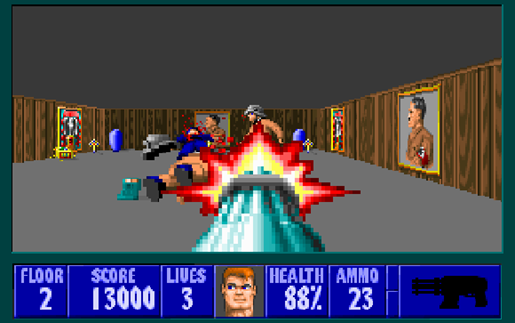 FLOOR SCORE LIVES HEALTH AMMO
2 13000 3 88% 23